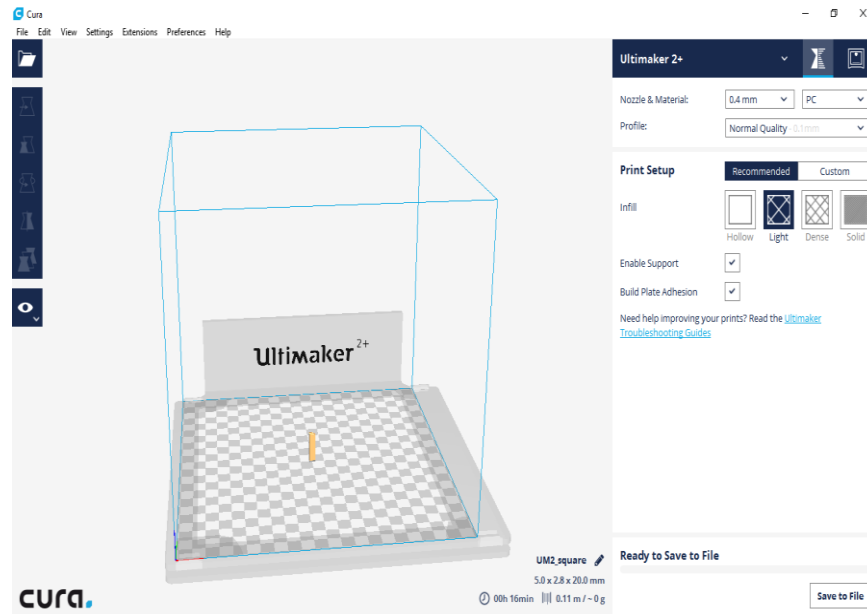 Cura
File Edit View Settings Extensions Preferences Help
Ultimaker 2+
Nozzle & Material: 0.4 mm PC
Profile: Normal Quality - 0.1mm
Print Setup Recommended Custom
Infill
Hollow Light Dense Solid
Enable Support
Build Plate Adhesion
Need help improving your prints? Read the Ultimaker
Troubleshooting Guides
Ultimaker 2+
UM2_square
5.0 x 2.8 x 20.0 mm
00h 16min 0.11 m / ~ 0 g
Ready to Save to File
Save to File
cura.